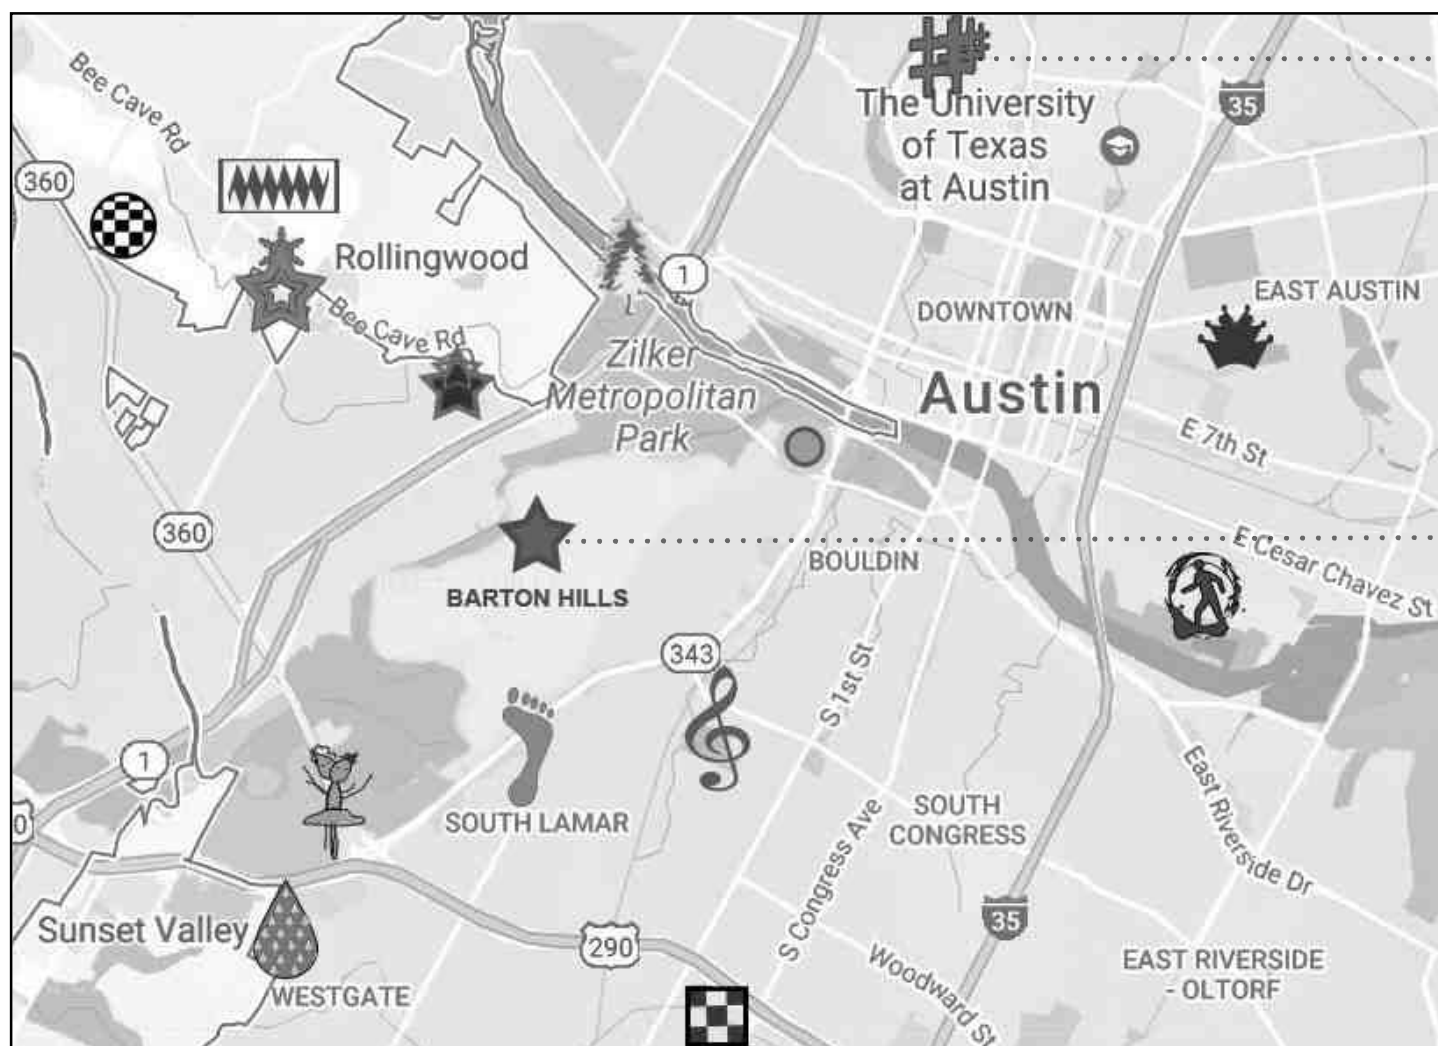 Bee Cave Rd
35
The University
of Texas
at Austin
360
Rollingwood
1
EAST AUSTIN
DOWNTOWN
Bee Cave Rd
Zilker
Metropolitan
Park
Austin
E 7th St
360
E Cesar Chavez St
BOULDIN
BARTON HILLS
343
S 1st St
1
East Riverside Dr
SOUTH
CONGRESS
SOUTH LAMAR
0
S Congress Ave
35
Sunset Valley
290
Woodward St
EAST RIVERSIDE
- OLTORF
WESTGATE